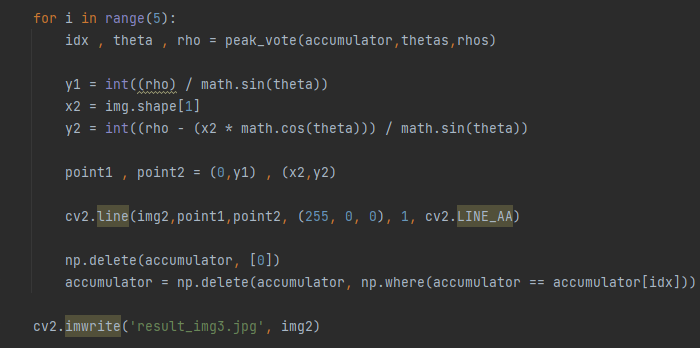 for i in range(5):
idx , theta , rho = peak_vote(accumulator,thetas,rhos)
y1 = int((rho) / math.sin(theta))
x2 = img.shape[1]
y2 = int((rho - (x2 * math.cos(theta))) / math.sin(theta))
point1 , point2 = (0,y1) , (x2,y2)
cv2.line(img2,point1,point2, (255, 0, 0), 1, cv2.LINE_AA)
np.delete(accumulator, [0])
accumulator = np.delete(accumulator, np.where(accumulator == accumulator[idx]))
cv2.imwrite('result_img3.jpg', img2)